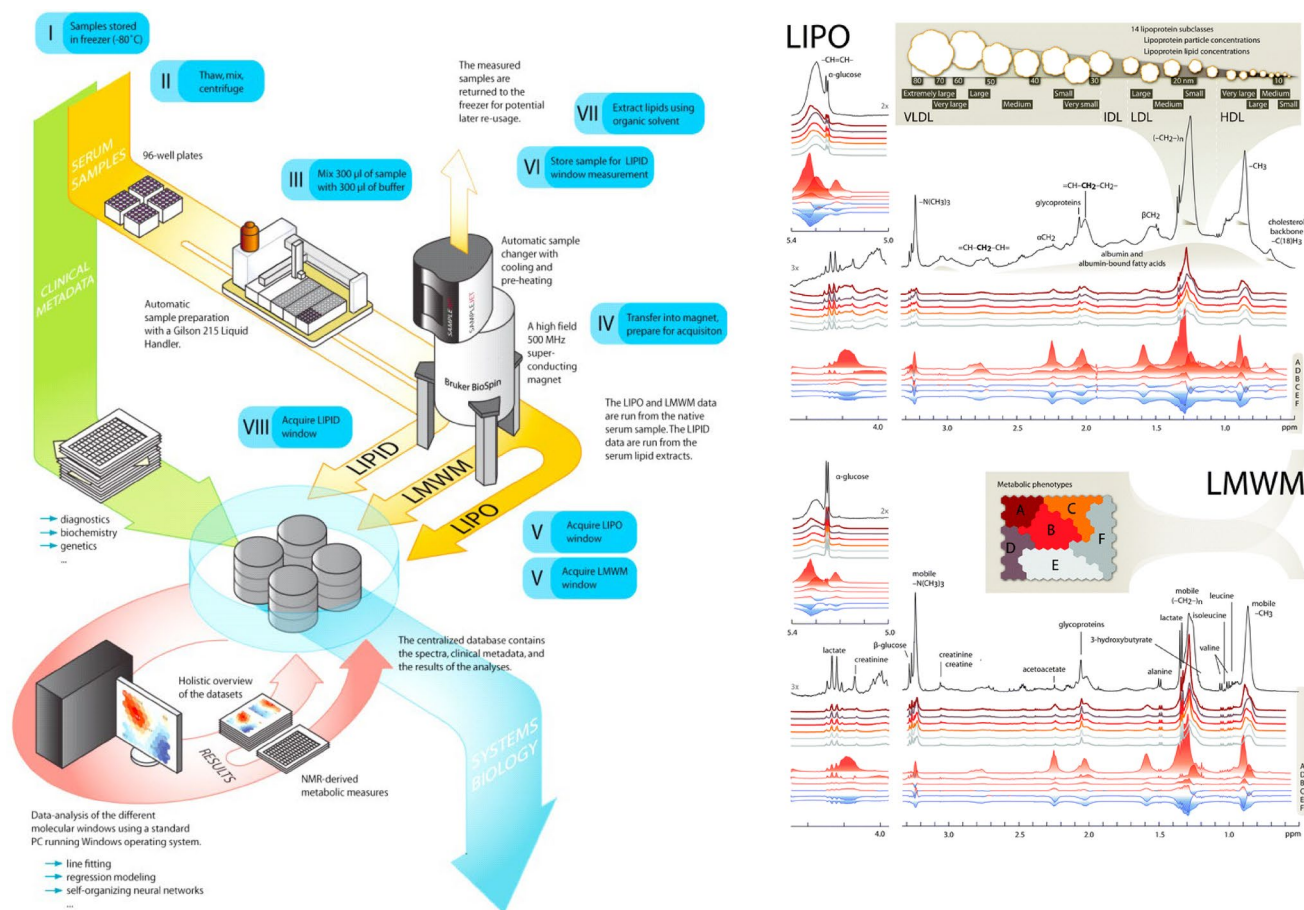 I
Samples stored
in freezer (-80˚C)
II
Thaw, mix,
centrifuge
SERUM
SAMPLES
96-well plates
III
Mix 300 μl of sample
with 300 μl of buffer
The measured
samples are
returned to the
freezer for potential
later re-usage.
VII
Extract lipids using
organic solvent
VI
Store sample for LIPID
window measurement
CLINICAL
METADATA
Automatic
sample preparation
with a Gilson 215 Liquid
Handler.
Automatic sample
changer with
cooling and
pre-heating
SAMPLEJET
SAMPLEJET
IV
Transfer into magnet,
prepare for acquisiton
A high field
500 MHz
super-
conducting
magnet
Bruker BioSpin
The LIPO and LMWM data
are run from the native
serum sample. The LIPID
data are run from the
serum lipid extracts.
VIII
Acquire LIPID
window
LIPID
LMWM
LIPO
V
Acquire LIPO
window
V
Acquire LMWM
window
diagnostics
biochemistry
genetics
...
The centralized database contains
the spectra, clinical metadata, and
the results of the analyses.
Holistic overview
of the datasets
RESULTS
NMR-derived
metabolic measures
SYSTEMS
BIOLOGY
Data-analysis of the different
molecular windows using a standard
PC running Windows operating system.
line fitting
regression modeling
self-organizing neural networks
...
LIPO
–CH=CH–
α-glucose
2x
5.4
5.0
14 lipoprotein subclasses
Lipoprotein particle concentrations
Lipoprotein lipid concentrations
80 70 60 50 40 30 20 nm 10
Extremely large Large Small Large Small Very large Medium
Very large Medium Very small Medium Large Small
VLDL IDL LDL HDL
(–CH2–)n
–CH3
–N(CH3)3
=CH–CH2–CH2–
glycoproteins
βCH2
αCH2
=CH–CH2–CH=
albumin and
albumin-bound fatty acids
cholesterol
backbone
–C(18)H3
3x
A
D
B
C
E
F
4.0 3.0 2.5 2.0 1.5 1.0 ppm
LMWM
α-glucose
2x
5.4
5.0
Metabolic phenotypes
A C
B F
D
E
mobile
–N(CH3)3
β-glucose
creatinine
creatine
glycoproteins
acetoacetate
3-hydroxybutyrate
alanine
lactate
mobile
(–CH2–)n
isoleucine
leucine
valine
mobile
–CH3
lactate
creatinine
3x
A
D
B
C
E
F
4.0 3.0 2.5 2.0 1.5 1.0 ppm